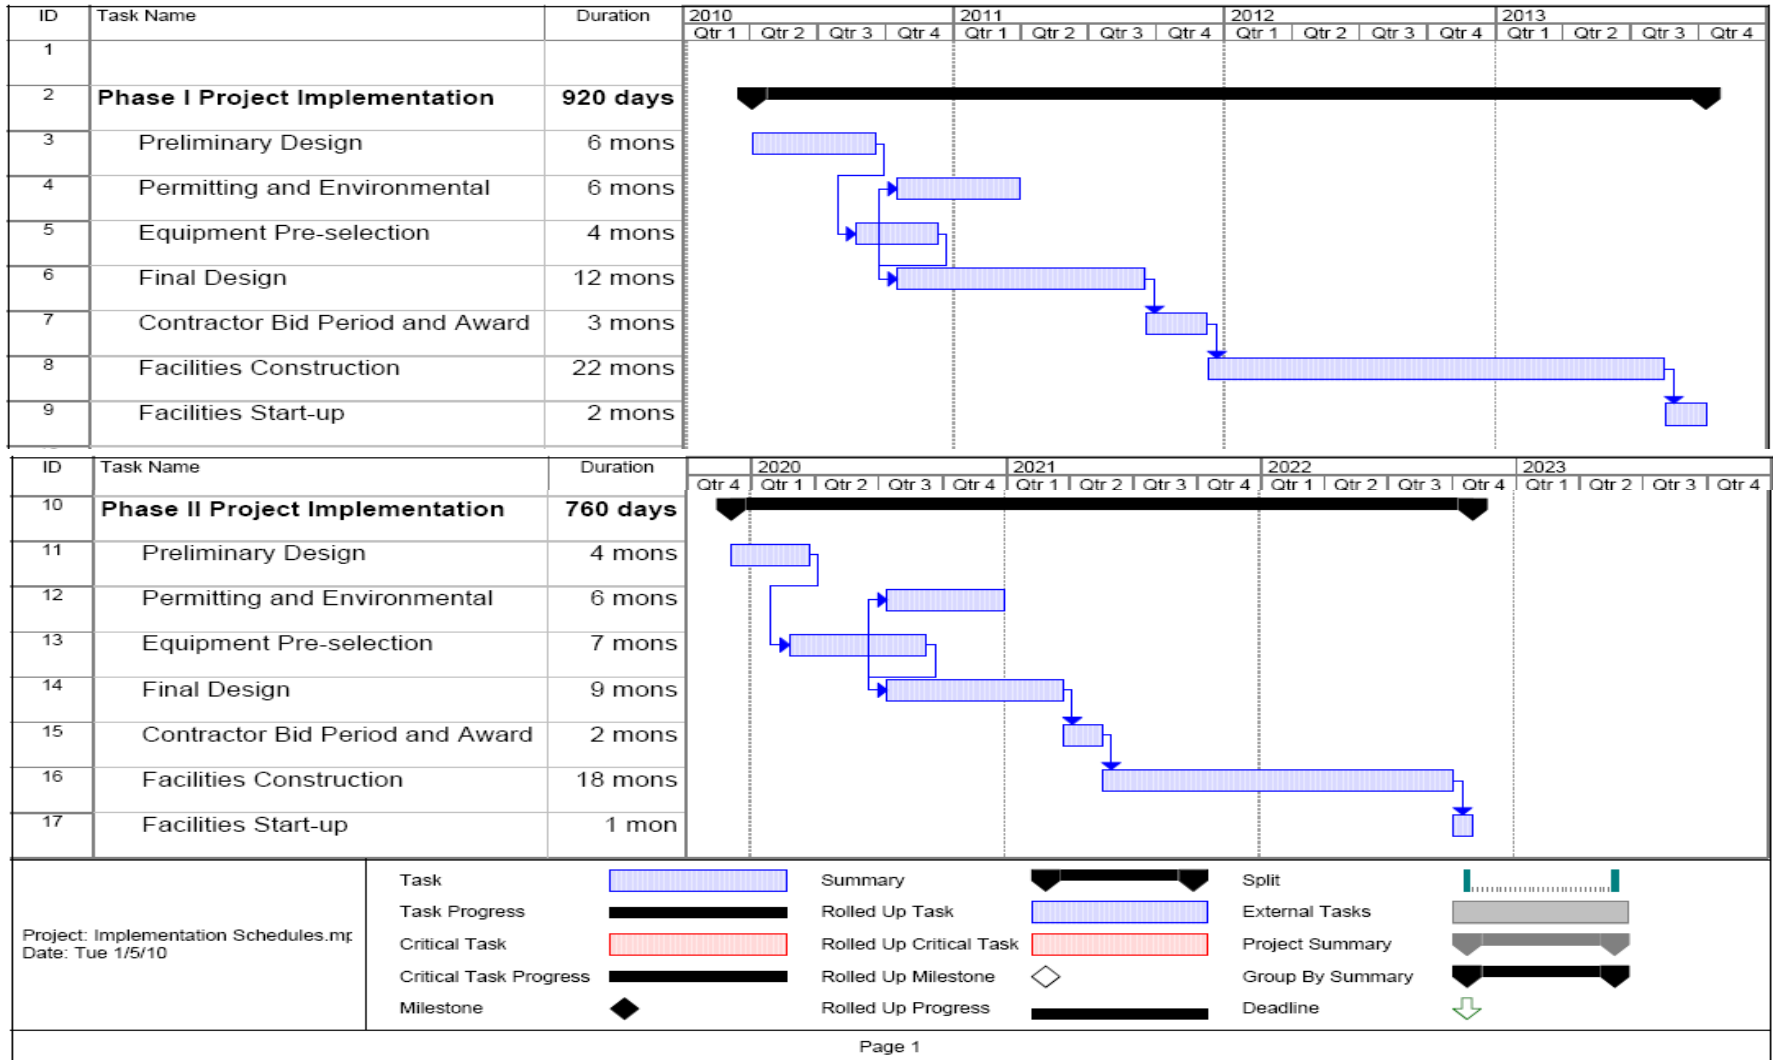 ID Task Name Duration 2010 2011 2012 2013
Qtr 1 Qtr 2 Qtr 3 Qtr 4 Qtr 1 Qtr 2 Qtr 3 Qtr 4 Qtr 1 Qtr 2 Qtr 3 Qtr 4 Qtr 1 Qtr 2 Qtr 3 Qtr 4
1
2 Phase I Project Implementation 920 days
3 Preliminary Design 6 mons
4 Permitting and Environmental 6 mons
5 Equipment Pre-selection 4 mons
6 Final Design 12 mons
7 Contractor Bid Period and Award 3 mons
8 Facilities Construction 22 mons
9 Facilities Start-up 2 mons
ID Task Name Duration 2020 2021 2022 2023
Qtr 4 Qtr 1 Qtr 2 Qtr 3 Qtr 4 Qtr 1 Qtr 2 Qtr 3 Qtr 4 Qtr 1 Qtr 2 Qtr 3 Qtr 4 Qtr 1 Qtr 2 Qtr 3 Qtr 4
10 Phase II Project Implementation 760 days
11 Preliminary Design 4 mons
12 Permitting and Environmental 6 mons
13 Equipment Pre-selection 7 mons
14 Final Design 9 mons
15 Contractor Bid Period and Award 2 mons
16 Facilities Construction 18 mons
17 Facilities Start-up 1 mon
Project: Implementation Schedules.mp
Date: Tue 1/5/10
Task Summary Split
Task Progress Rolled Up Task External Tasks
Critical Task Rolled Up Critical Task Project Summary
Critical Task Progress Rolled Up Milestone Group By Summary
Milestone Rolled Up Progress Deadline
Page 1